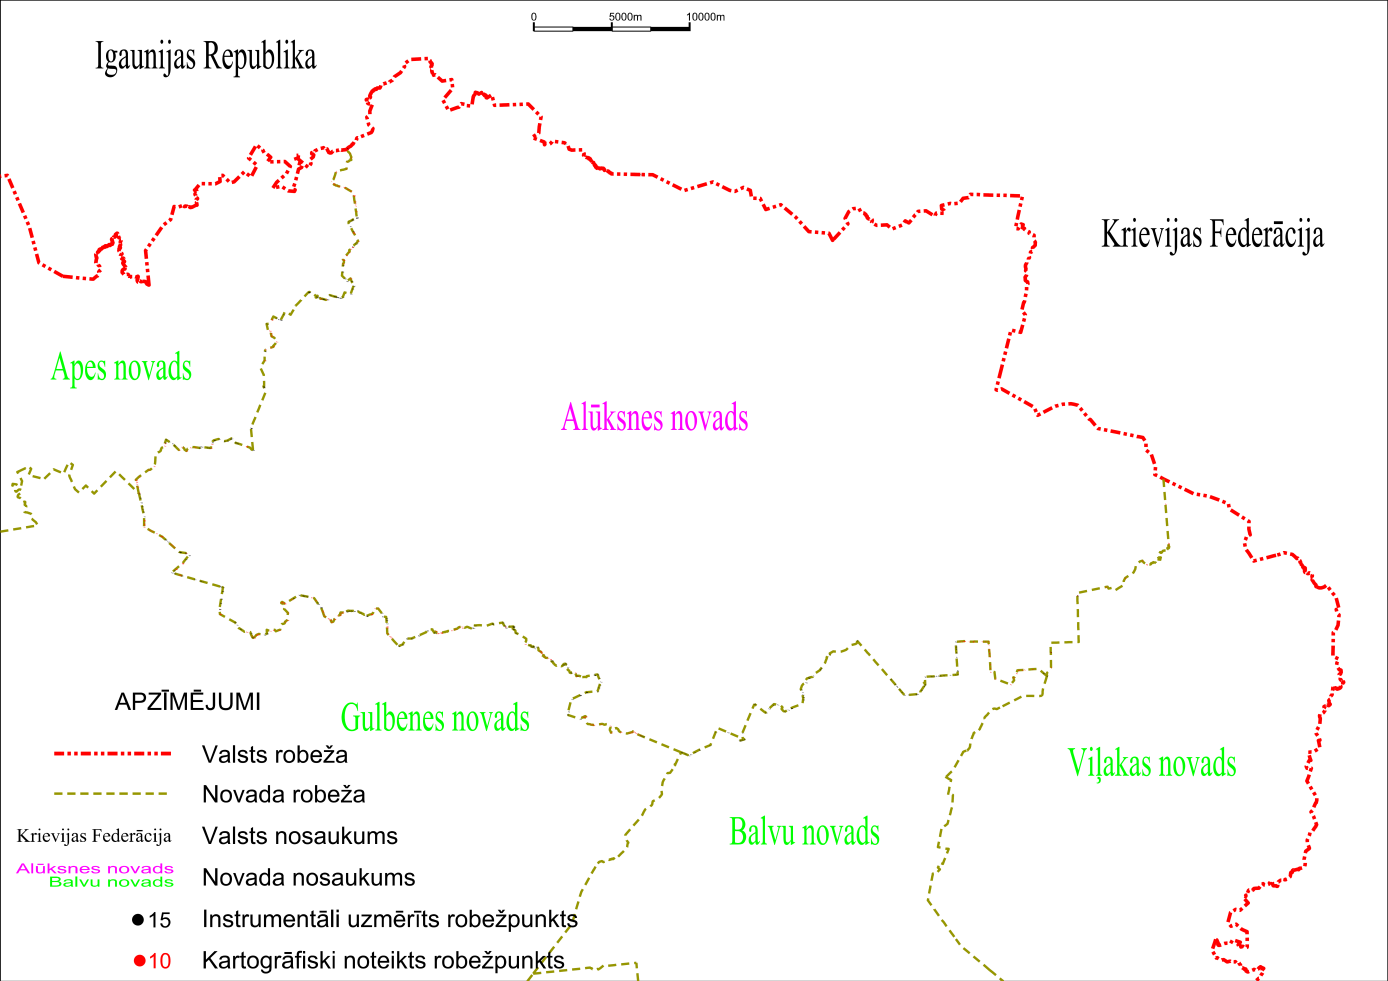 0 5000m 10000m
Igaunijas Republika
Krievijas Federācija
Apes novads
Alūksnes novads
Gulbenes novads
Viļakas novads
Balvu novads
APZĪMĒJUMI
Valsts robeža
Novada robeža
Krievijas Federācija Valsts nosaukums
Alūksnes novads
Balvu novads
Novada nosaukums
15 Instrumentāli uzmērīts robežpunkts
10 Kartogrāfiski noteikts robežpunkts